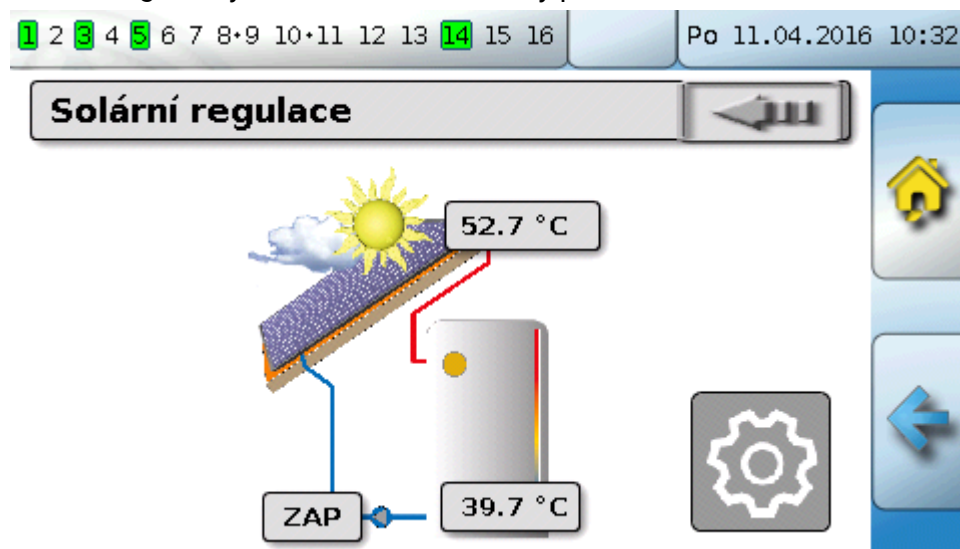 1 2 3 4 5 6 7 8•9 10•11 12 13 14 15 16 Po 11.04.2016 10:32
Solární regulace
52.7 °C
39.7 °C
ZAP